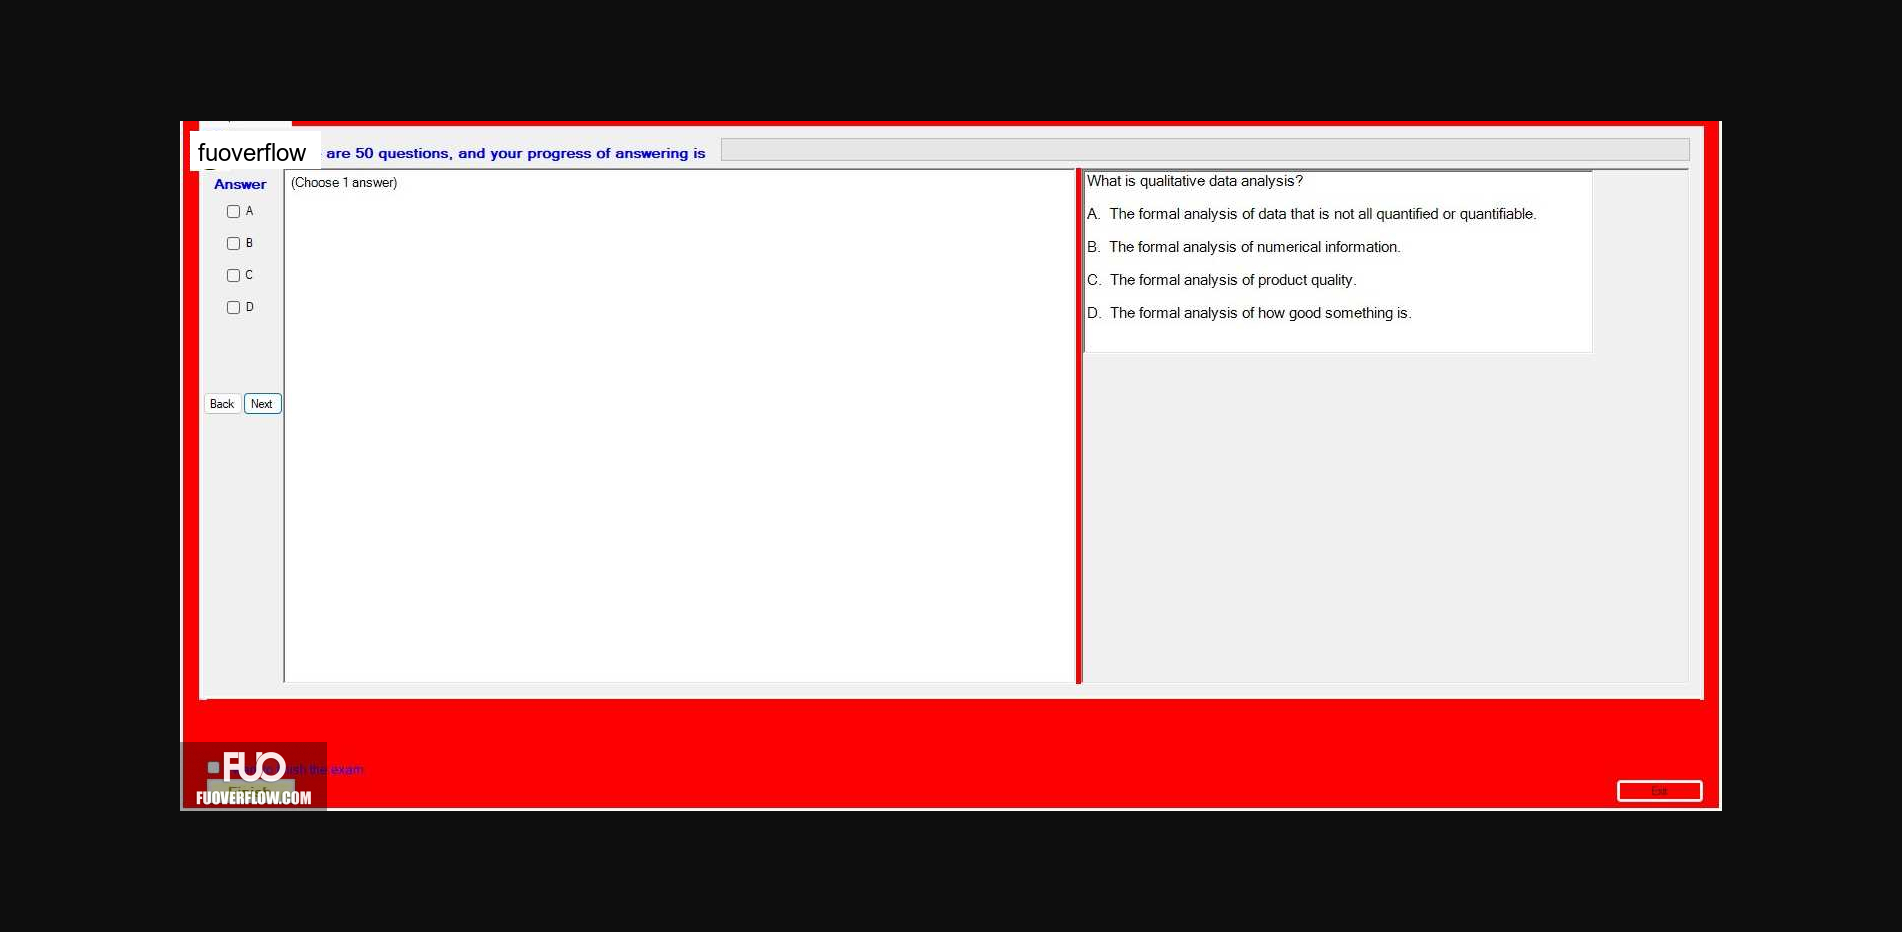 fuoverflow
are 50 questions, and your progress of answering is
Answer
(Choose 1 answer)
A
B
C
D
Back
Next
What is qualitative data analysis?
A. The formal analysis of data that is not all quantified or quantifiable.
B. The formal analysis of numerical information.
C. The formal analysis of product quality.
D. The formal analysis of how good something is.
FUO
the exam
Finish
FUOVERFLOW.COM
Exit